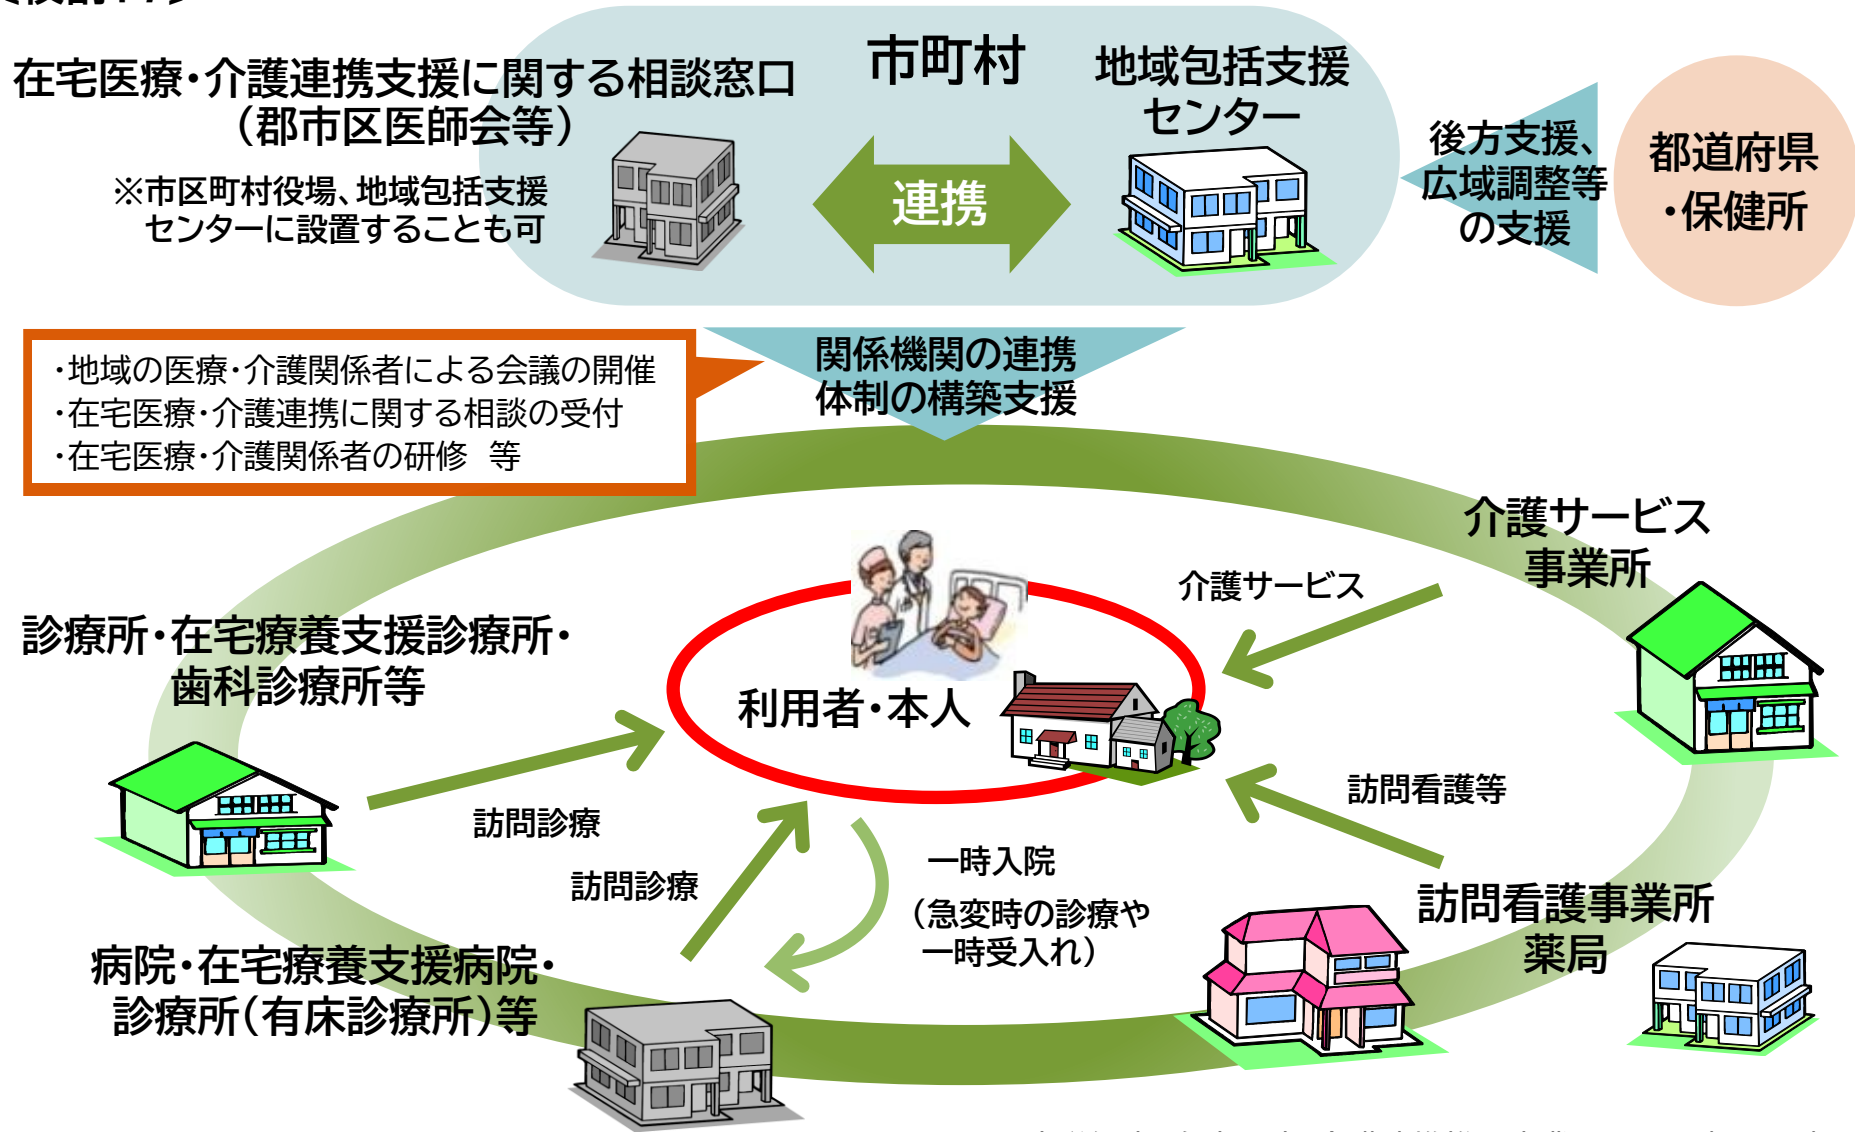 市町村
在宅医療・介護連携支援に関する相談窓口
（郡市区医師会等）
※市区町村役場、地域包括支援
センターに設置することも可
連携
地域包括支援
センター
後方支援、
広域調整等
の支援
都道府県
・保健所
関係機関の連携
体制の構築支援
・地域の医療・介護関係者による会議の開催
・在宅医療・介護連携に関する相談の受付
・在宅医療・介護関係者の研修 等
介護サービス
事業所
介護サービス
診療所・在宅療養支援診療所・
歯科診療所等
利用者・本人
訪問診療
訪問看護等
訪問診療
一時入院
（急変時の診療や
一時受入れ）
訪問看護事業所
薬局
病院・在宅療養支援病院・
診療所（有床診療所）等